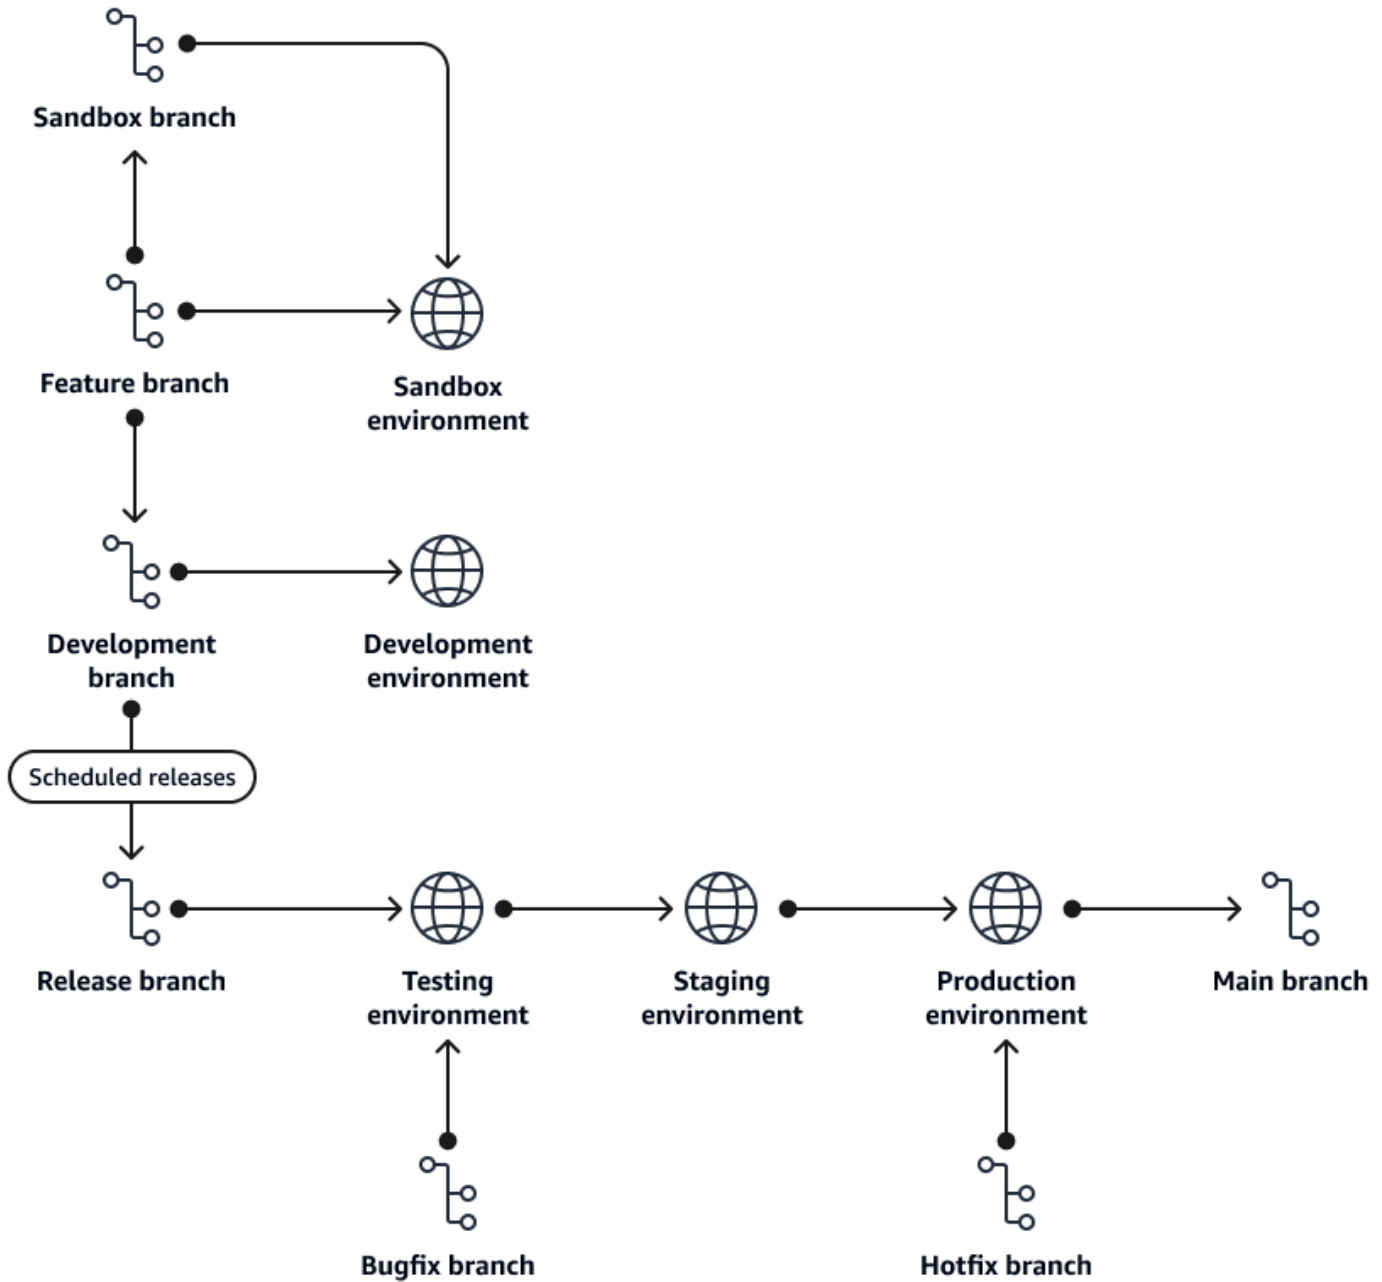 Sandbox branch
Feature branch
Sandbox
environment
Development
branch
Development
environment
Scheduled releases
Release branch
Testing
environment
Staging
environment
Production
environment
Main branch
Bugfix branch
Hotfix branch